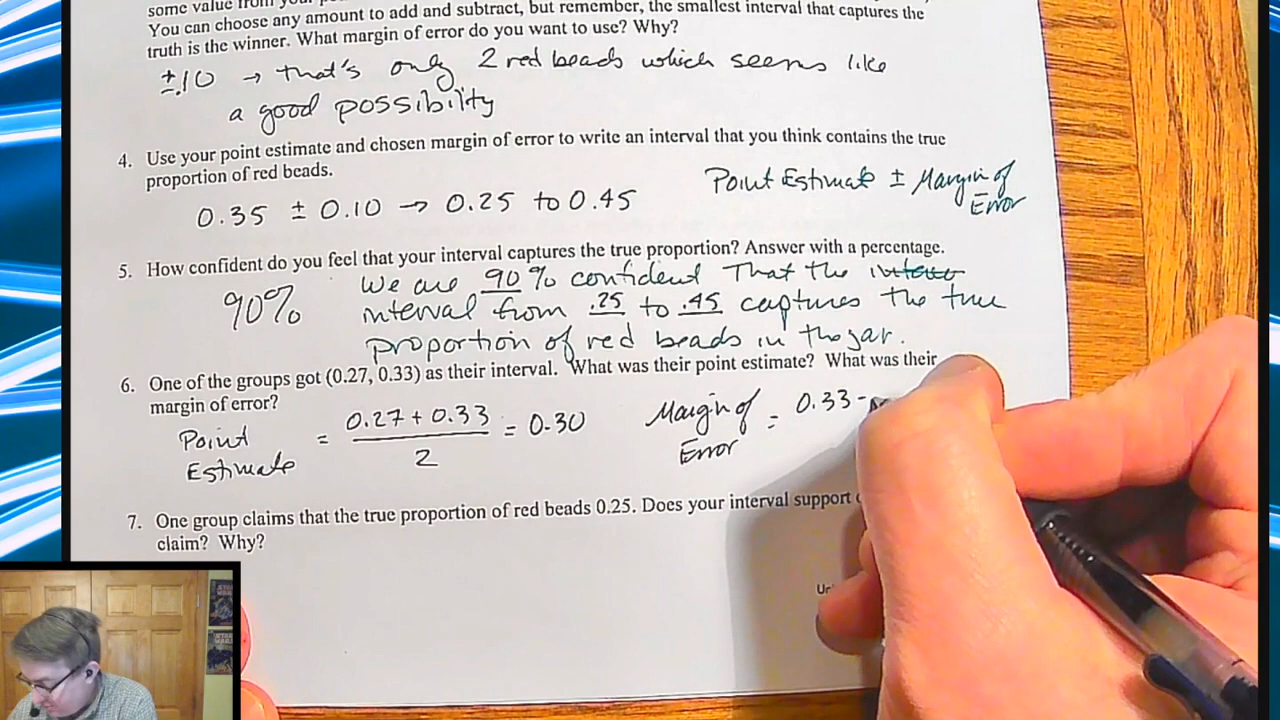 some value from your
You can choose any amount to add and subtract, but remember, the smallest interval that captures the
truth is the winner. What margin of error do you want to use? Why?
±.10 → that's only 2 red beads which seems like
a good possibility
4. Use your point estimate and chosen margin of error to write an interval that you think contains the true
proportion of red beads.
Point Estimate ± Margin of
Error
0.35 ± 0.10 → 0.25 to 0.45
5. How confident do you feel that your interval captures the true proportion? Answer with a percentage.
90%
We are 90% confident That the
interval from .25 to .45 captures the true
proportion of red beads in the jar.
6. One of the groups got (0.27, 0.33) as their interval. What was their point estimate? What was their
margin of error?
Point
Estimate
= 0.27 + 0.33
2
= 0.30
Margin of
Error
= 0.33 -
7. One group claims that the true proportion of red beads 0.25. Does your interval support
claim? Why?
STAR
WARS